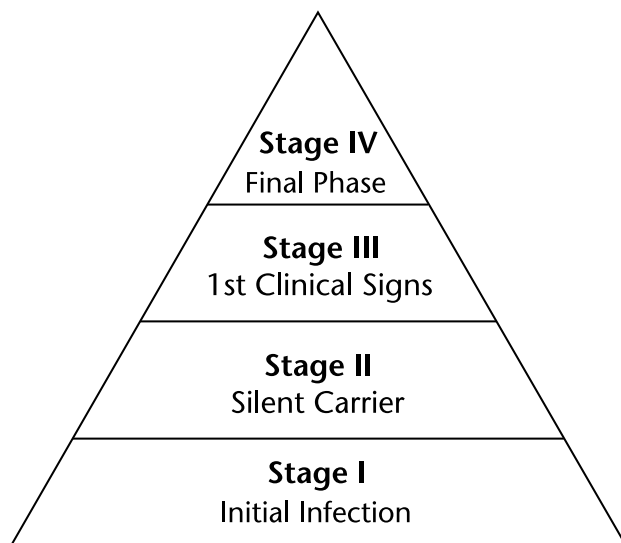 Stage IV
Final Phase
Stage III
1st Clinical Signs
Stage II
Silent Carrier
Stage I
Initial Infection